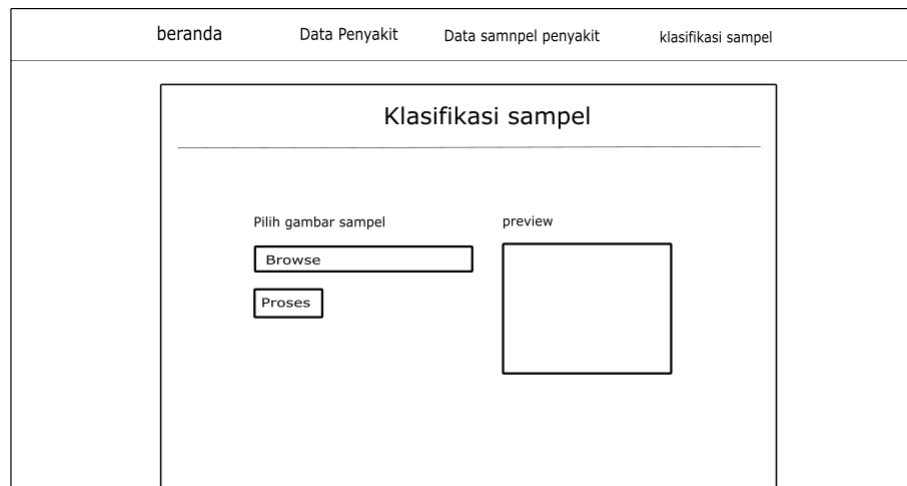 beranda Data Penyakit Data samnpel penyakit klasifikasi sampel
Klasifikasi sampel
Pilih gambar sampel preview
Browse
Proses